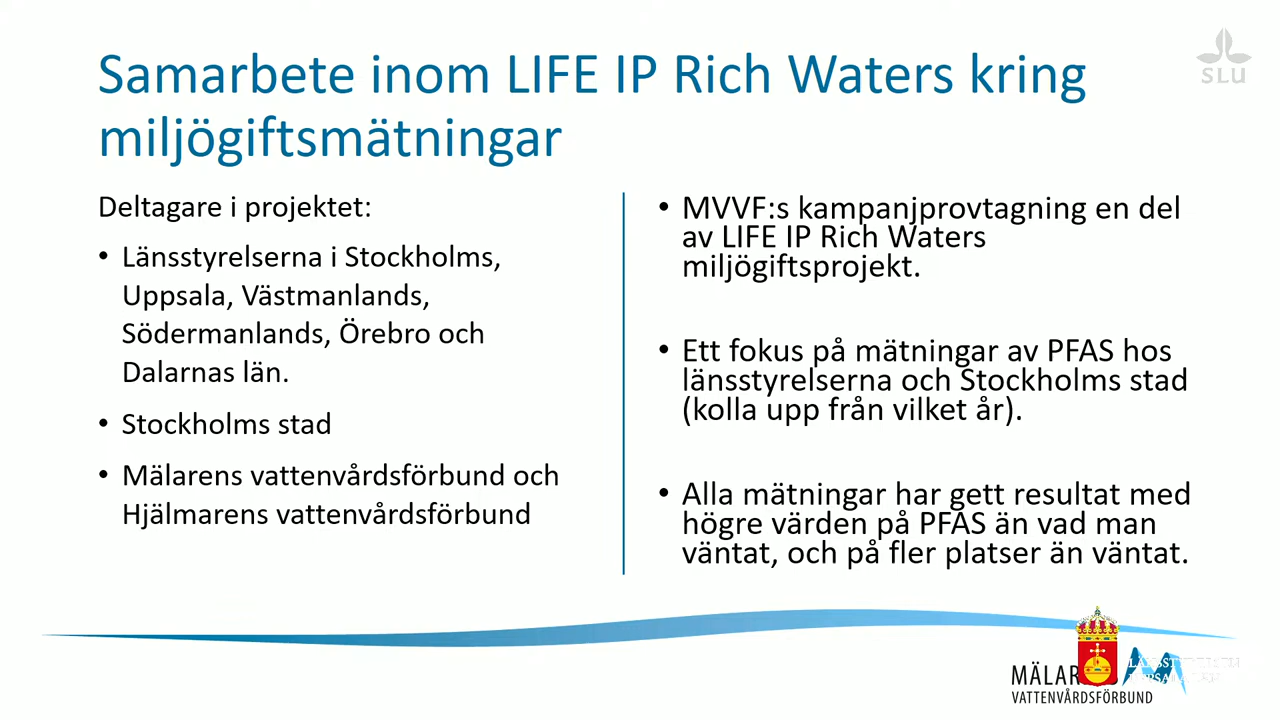 Samarbete inom LIFE IP Rich Waters kring
miljögiftsmätningar
SLU
Deltagare i projektet:
• Länsstyrelserna i Stockholms,
Uppsala, Västmanlands,
Södermanlands, Örebro och
Dalarnas län.
• Stockholms stad
• Mälarens vattenvårdsförbund och
Hjälmarens vattenvårdsförbund
• MVVF:s kampanjprovtagning en del
av LIFE IP Rich Waters
miljögiftsprojekt.
• Ett fokus på mätningar av PFAS hos
länsstyrelserna och Stockholms stad
(kolla upp från vilket år).
• Alla mätningar har gett resultat med
högre värden på PFAS än vad man
väntat, och på fler platser än väntat.
VATTENVÅRDSFÖRBUND